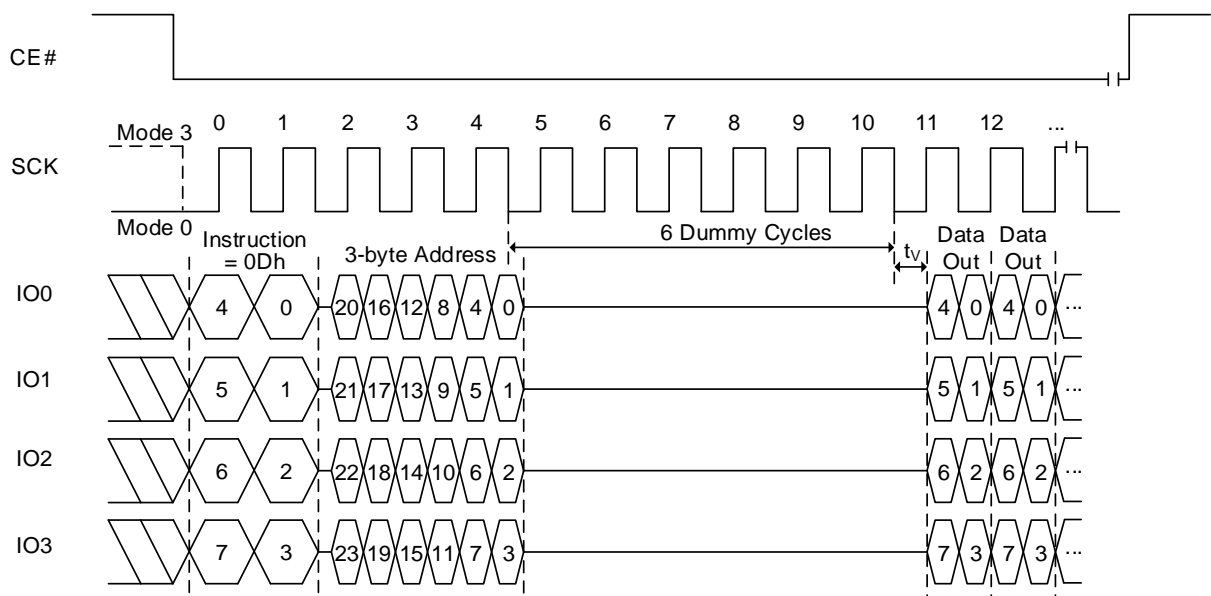 CE#
0 1 2 3 4 5 6 7 8 9 10 11 12 ...
Mode 3
SCK
Mode 0
Instruction
= 0Dh
3-byte Address
6 Dummy Cycles
tV
Data
Out
Data
Out
IO0
4 0 20 16 12 8 4 0 4 0 4 0 ...
IO1
5 1 21 17 13 9 5 1 5 1 5 1 ...
IO2
6 2 22 18 14 10 6 2 6 2 6 2 ...
IO3
7 3 23 19 15 11 7 3 7 3 7 3 ...